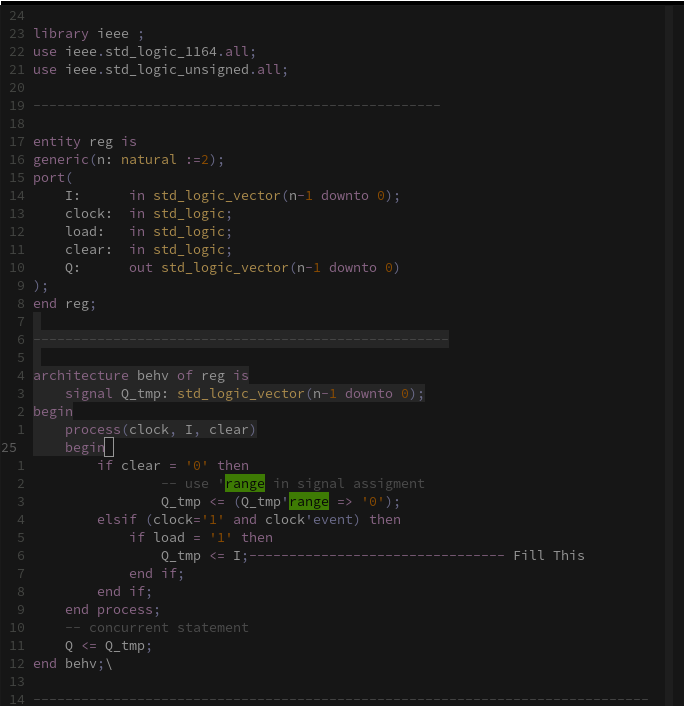 24
23 library ieee ;
22 use ieee.std_logic_1164.all;
21 use ieee.std_logic_unsigned.all;
20
19 ---------------------------------------------------
18
17 entity reg is
16 generic(n: natural :=2);
15 port(
14     I:      in std_logic_vector(n-1 downto 0);
13     clock:  in std_logic;
12     load:   in std_logic;
11     clear:  in std_logic;
10     Q:      out std_logic_vector(n-1 downto 0)
9 );
8 end reg;
7
6 ----------------------------------------------------
5
4 architecture behv of reg is
3     signal Q_tmp: std_logic_vector(n-1 downto 0);
2 begin
1     process(clock, I, clear)
25     begin
1         if clear = '0' then
2                 -- use 'range in signal assigment
3                 Q_tmp <= (Q_tmp'range => '0');
4         elsif (clock='1' and clock'event) then
5             if load = '1' then
6                 Q_tmp <= I;-------------------------------- Fill This
7             end if;
8         end if;
9     end process;
10     -- concurrent statement
11     Q <= Q_tmp;
12 end behv;\
13
14 -----------------------------------------------------------------------------